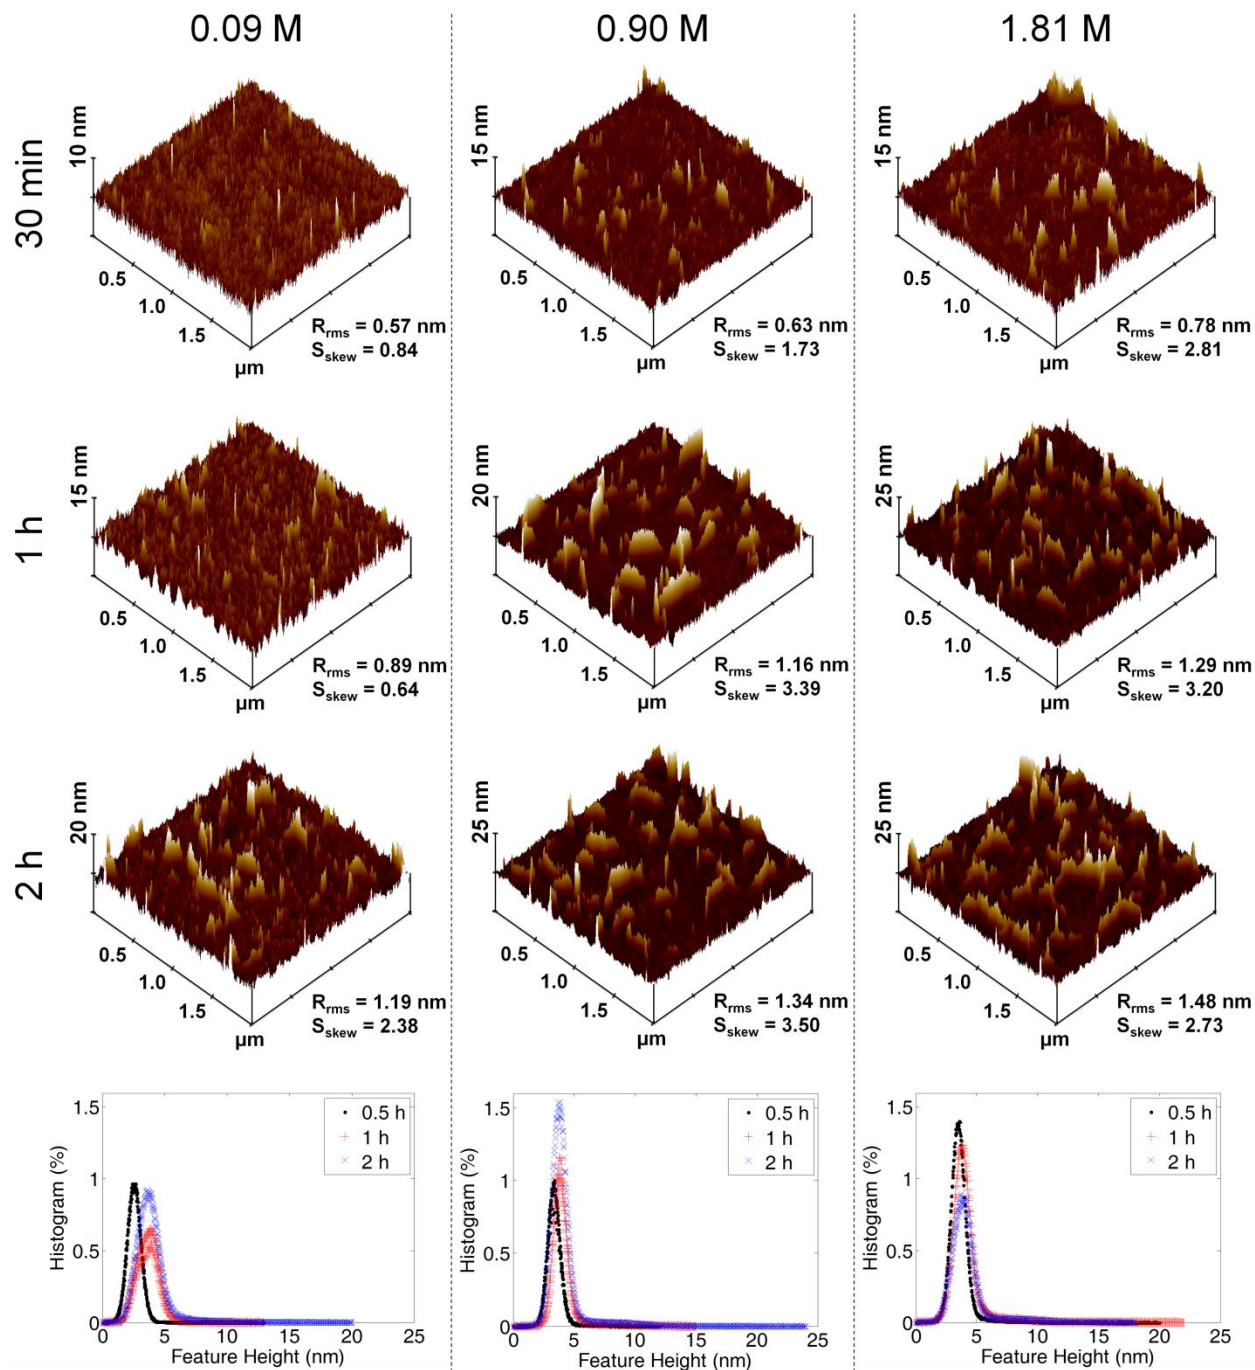 0.09 M
0.90 M
1.81 M
30 min
10 nm
0.5
1.0
1.5
µm
Rrms = 0.57 nm
Sskew = 0.84
15 nm
0.5
1.0
1.5
µm
Rrms = 0.63 nm
Sskew = 1.73
15 nm
0.5
1.0
1.5
µm
Rrms = 0.78 nm
Sskew = 2.81
1 h
15 nm
0.5
1.0
1.5
µm
Rrms = 0.89 nm
Sskew = 0.64
20 nm
0.5
1.0
1.5
µm
Rrms = 1.16 nm
Sskew = 3.39
25 nm
0.5
1.0
1.5
µm
Rrms = 1.29 nm
Sskew = 3.20
2 h
20 nm
0.5
1.0
1.5
µm
Rrms = 1.19 nm
Sskew = 2.38
25 nm
0.5
1.0
1.5
µm
Rrms = 1.34 nm
Sskew = 3.50
25 nm
0.5
1.0
1.5
µm
Rrms = 1.48 nm
Sskew = 2.73
Histogram (%)
1.5
1
0.5
0
0 5 10 15 20 25
Feature Height (nm)
0.5 h
1 h
2 h
Histogram (%)
1.5
1
0.5
0
0 5 10 15 20 25
Feature Height (nm)
0.5 h
1 h
2 h
Histogram (%)
1.5
1
0.5
0
0 5 10 15 20 25
Feature Height (nm)
0.5 h
1 h
2 h